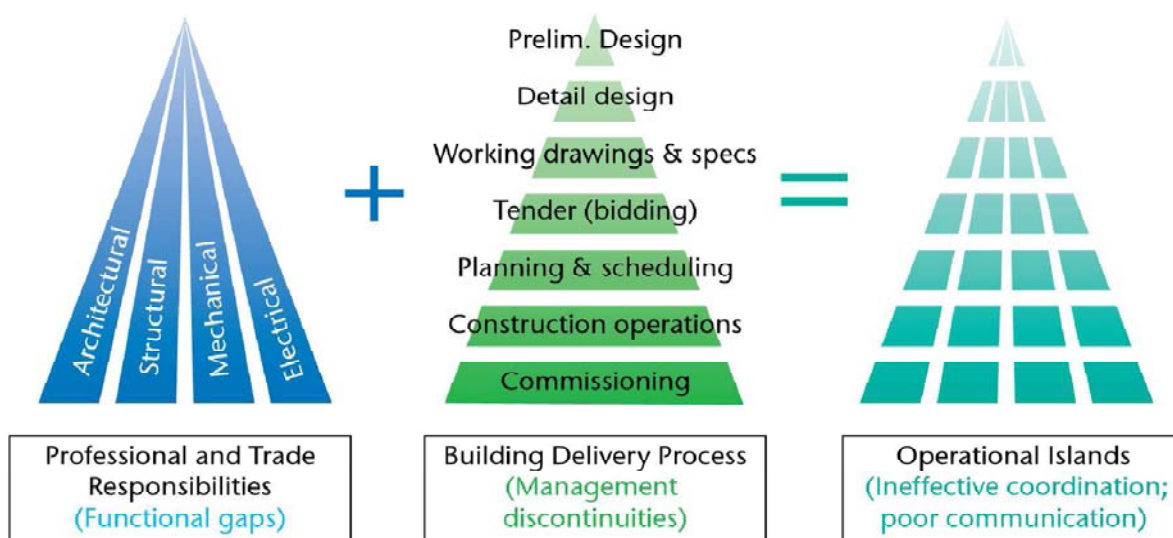 Architectural
Structural
Mechanical
Electrical
+
Prelim. Design
Detail design
Working drawings & specs
Tender (bidding)
Planning & scheduling
Construction operations
Commissioning
=
Professional and Trade
Responsibilities
(Functional gaps)
Building Delivery Process
(Management
discontinuities)
Operational Islands
(Ineffective coordination;
poor communication)